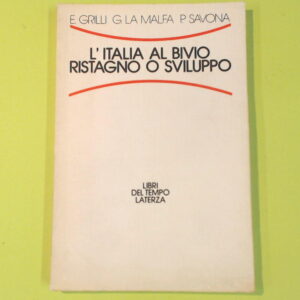 E. GRILLI G. LA MALFA P. SAVONA
L'ITALIA AL BIVIO
RISTAGNO O SVILUPPO
LIBRI
DEL TEMPO
LATERZA